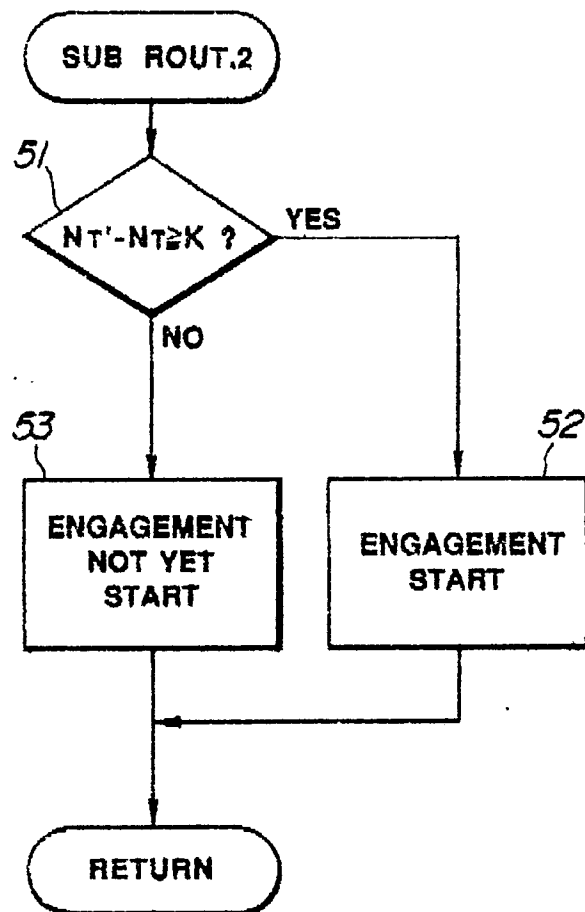 SUB ROUT.2
51
NT'-NT≧K ?
YES
NO
53
52
ENGAGEMENT
NOT YET
START
ENGAGEMENT
START
RETURN